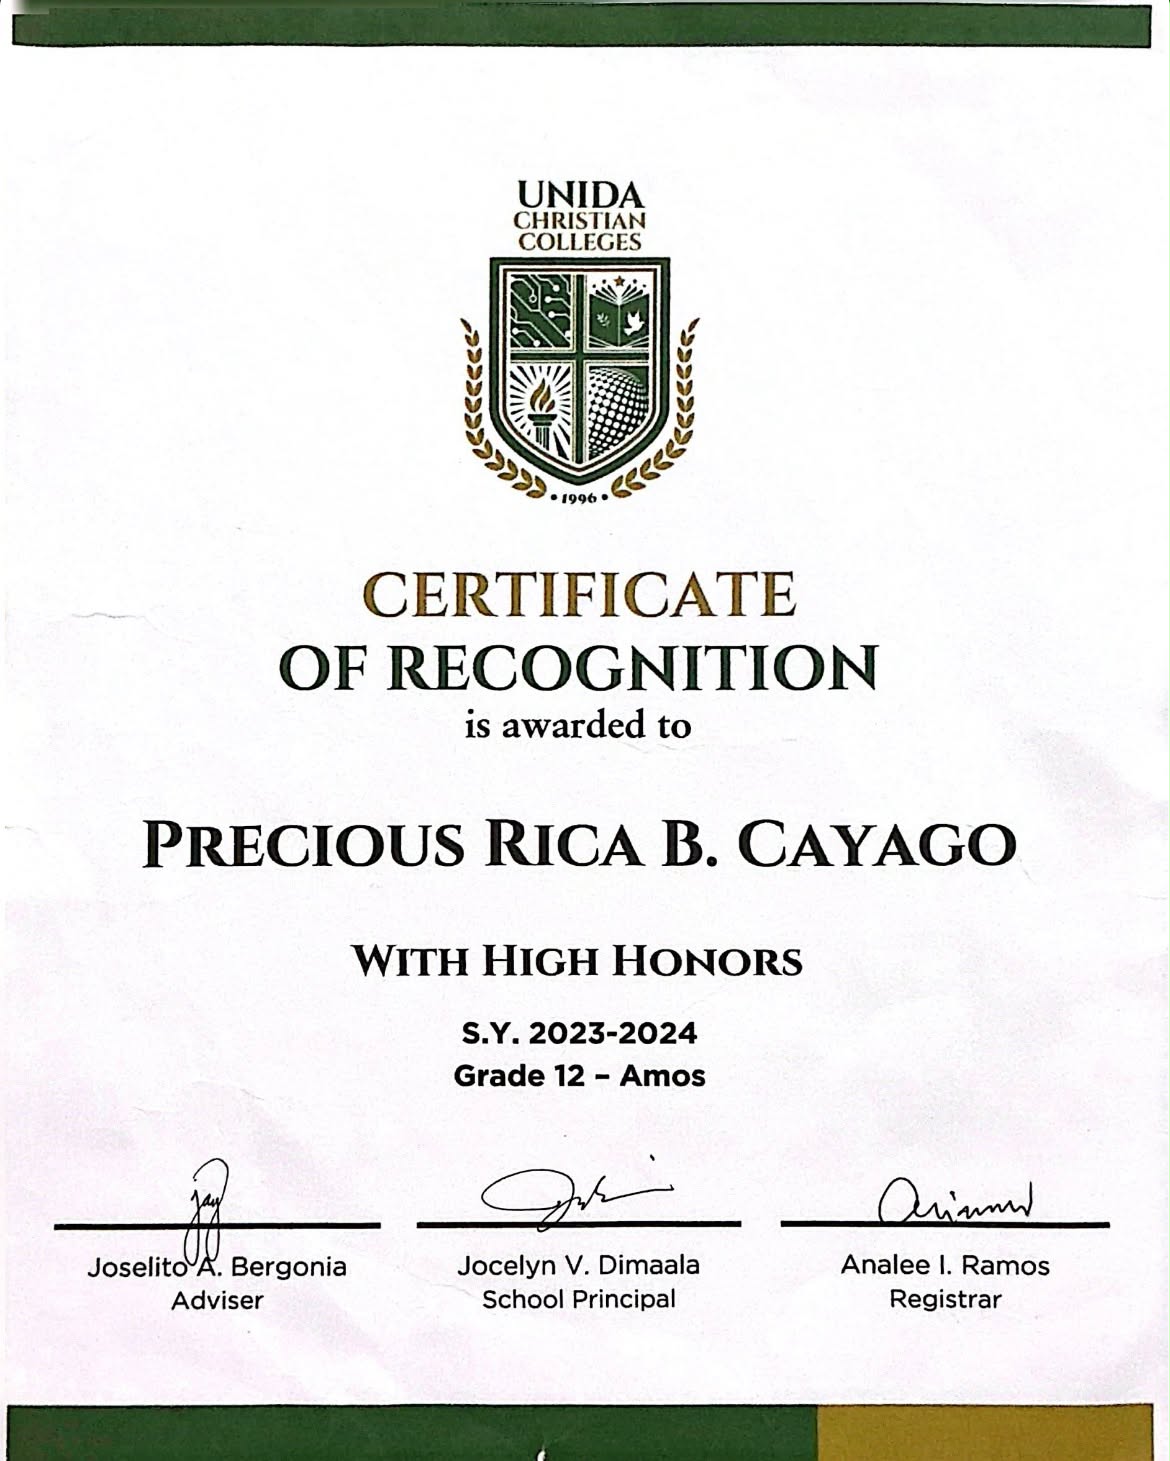 UNIDA
CHRISTIAN
COLLEGES
• 1996 •
CERTIFICATE
OF RECOGNITION
is awarded to
PRECIOUS RICA B. CAYAGO
WITH HIGH HONORS
S.Y. 2023-2024
Grade 12 – Amos
Joselito A. Bergonia
Adviser
Jocelyn V. Dimaala
School Principal
Analee I. Ramos
Registrar